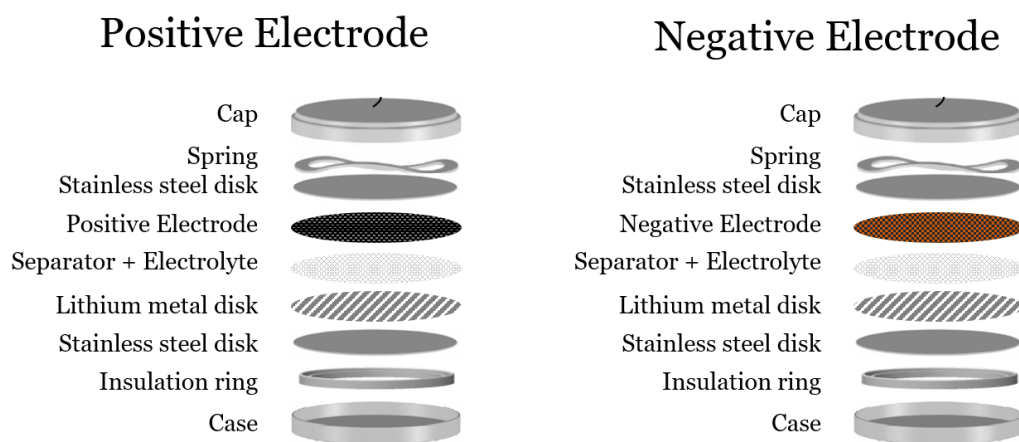 Positive Electrode
Cap
Spring
Stainless steel disk
Positive Electrode
Separator + Electrolyte
Lithium metal disk
Stainless steel disk
Insulation ring
Case
Negative Electrode
Cap
Spring
Stainless steel disk
Negative Electrode
Separator + Electrolyte
Lithium metal disk
Stainless steel disk
Insulation ring
Case